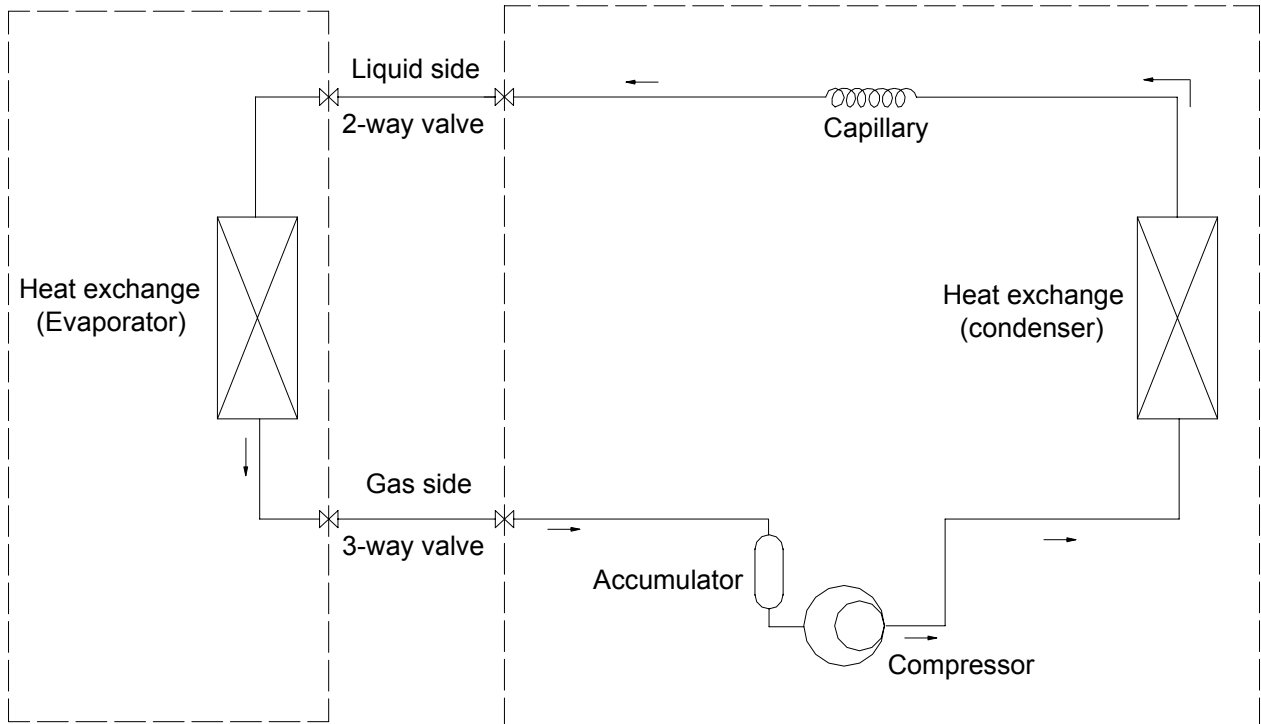 Liquid side
2-way valve
Capillary
Heat exchange
(Evaporator)
Heat exchange
(condenser)
Gas side
3-way valve
Accumulator
Compressor